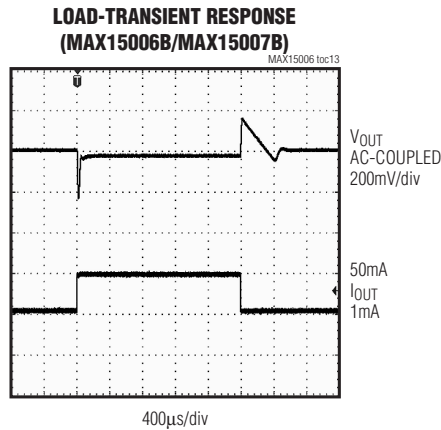 LOAD-TRANSIENT RESPONSE
(MAX15006B/MAX15007B)
MAX15006 toc13
VOUT
AC-COUPLED
200mV/div
50mA
IOUT
1mA
400µs/div